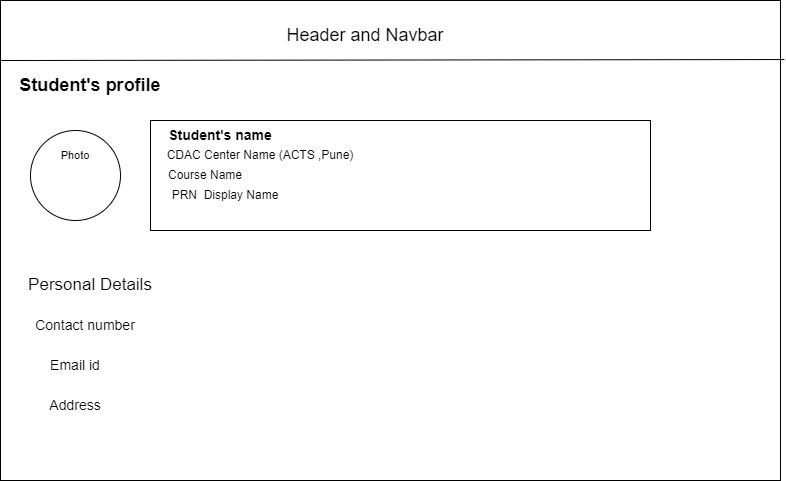 Header and Navbar
Student's profile
Photo
Student's name
CDAC Center Name (ACTS ,Pune)
Course Name
PRN  Display Name
Personal Details
Contact number
Email id
Address